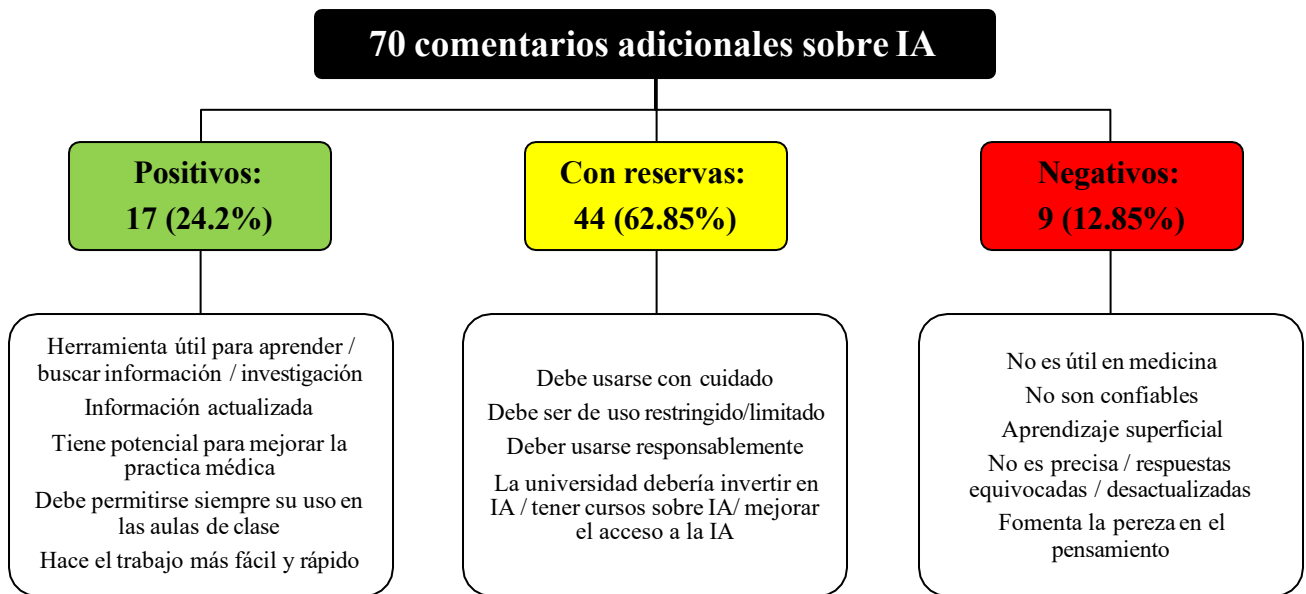 70 comentarios adicionales sobre IA
Positivos:
17 (24.2%)
Con reservas:
44 (62.85%)
Negativos:
9 (12.85%)
Herramienta útil para aprender /
buscar información / investigación
Información actualizada
Tiene potencial para mejorar la
practica médica
Debe permitirse siempre su uso en
las aulas de clase
Hace el trabajo más fácil y rápido
Debe usarse con cuidado
Debe ser de uso restringido/limitado
Deber usarse responsablemente
La universidad debería invertir en
IA / tener cursos sobre IA/ mejorar
el acceso a la IA
No es útil en medicina
No son confiables
Aprendizaje superficial
No es precisa / respuestas
equivocadas / desactualizadas
Fomenta la pereza en el
pensamiento